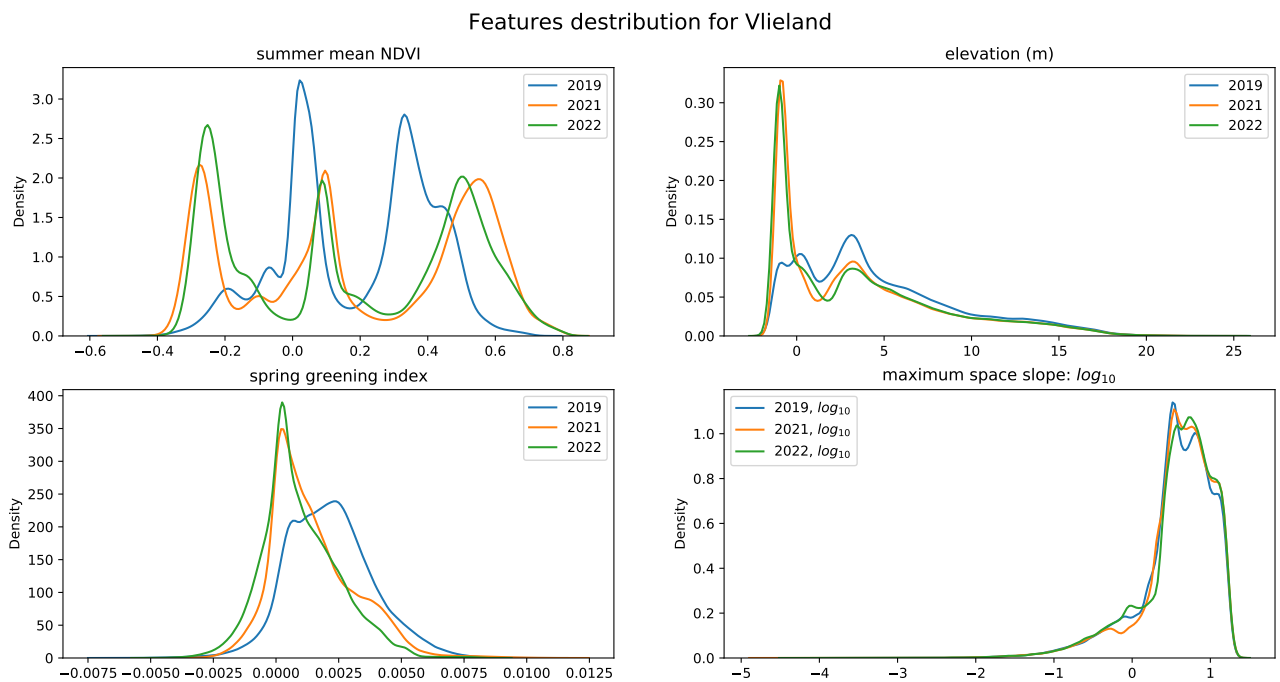 Features destribution for Vlieland
summer mean NDVI
Density
3.0
2.5
2.0
1.5
1.0
0.5
0.0
−0.6 −0.4 −0.2 0.0 0.2 0.4 0.6 0.8
2019
2021
2022
elevation (m)
Density
0.30
0.25
0.20
0.15
0.10
0.05
0.00
0 5 10 15 20 25
2019
2021
2022
spring greening index
Density
400
350
300
250
200
150
100
50
0
−0.0075 −0.0050 −0.0025 0.0000 0.0025 0.0050 0.0075 0.0100 0.0125
2019
2021
2022
maximum space slope: log₁₀
Density
1.0
0.8
0.6
0.4
0.2
0.0
−5 −4 −3 −2 −1 0 1
2019, log₁₀
2021, log₁₀
2022, log₁₀